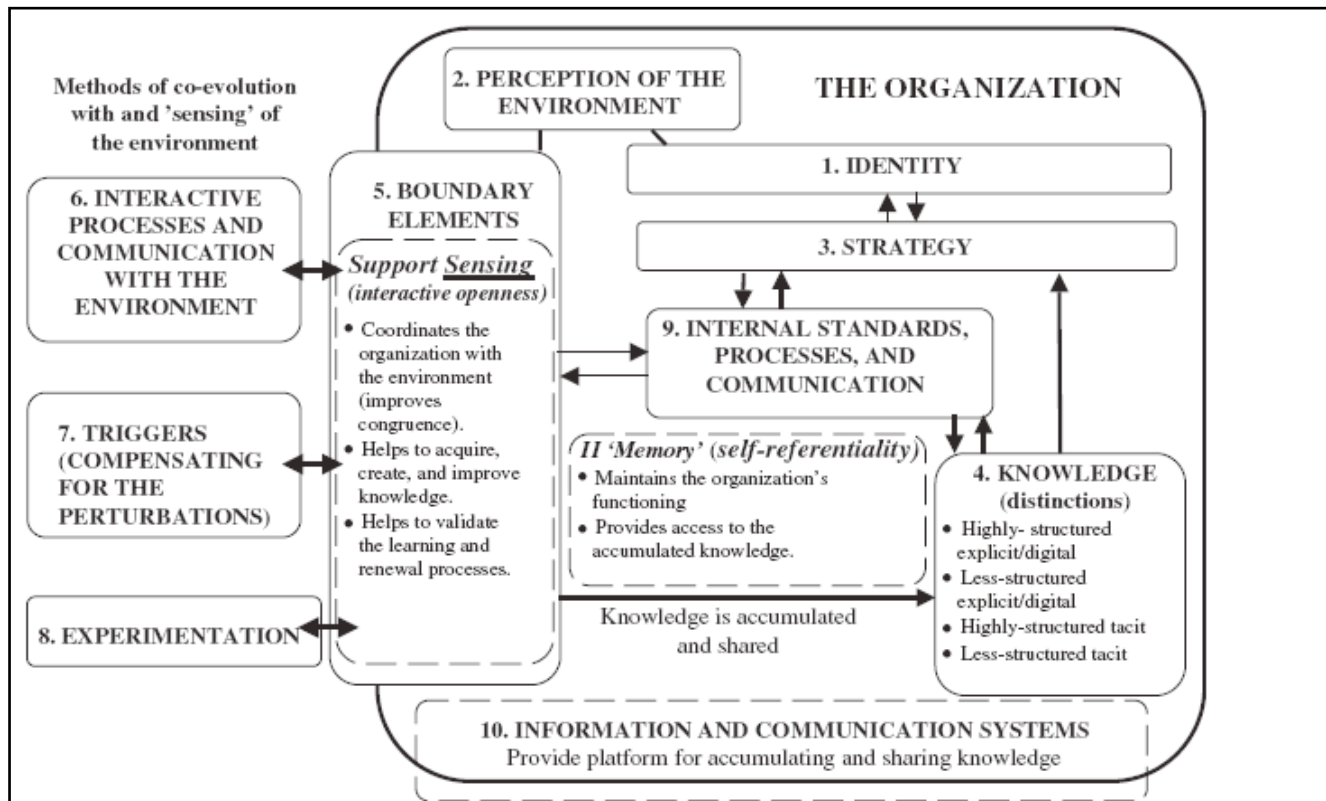 THE ORGANIZATION
2. PERCEPTION OF THE
ENVIRONMENT
Methods of co-evolution
with and 'sensing' of
the environment
1. IDENTITY
3. STRATEGY
5. BOUNDARY
ELEMENTS
Support Sensing
(interactive openness)
• Coordinates the
organization with
the environment
(improves
congruence).
• Helps to acquire,
create, and improve
knowledge.
• Helps to validate
the learning and
renewal processes.
6. INTERACTIVE
PROCESSES AND
COMMUNICATION
WITH THE
ENVIRONMENT
7. TRIGGERS
(COMPENSATING
FOR THE
PERTURBATIONS)
8. EXPERIMENTATION
9. INTERNAL STANDARDS,
PROCESSES, AND
COMMUNICATION
II 'Memory' (self-referentiality)
• Maintains the organization's
functioning
• Provides access to the
accumulated knowledge.
4. KNOWLEDGE
(distinctions)
• Highly- structured
explicit/digital
• Less-structured
explicit/digital
• Highly-structured tacit
• Less-structured tacit
Knowledge is accumulated
and shared
10. INFORMATION AND COMMUNICATION SYSTEMS
Provide platform for accumulating and sharing knowledge